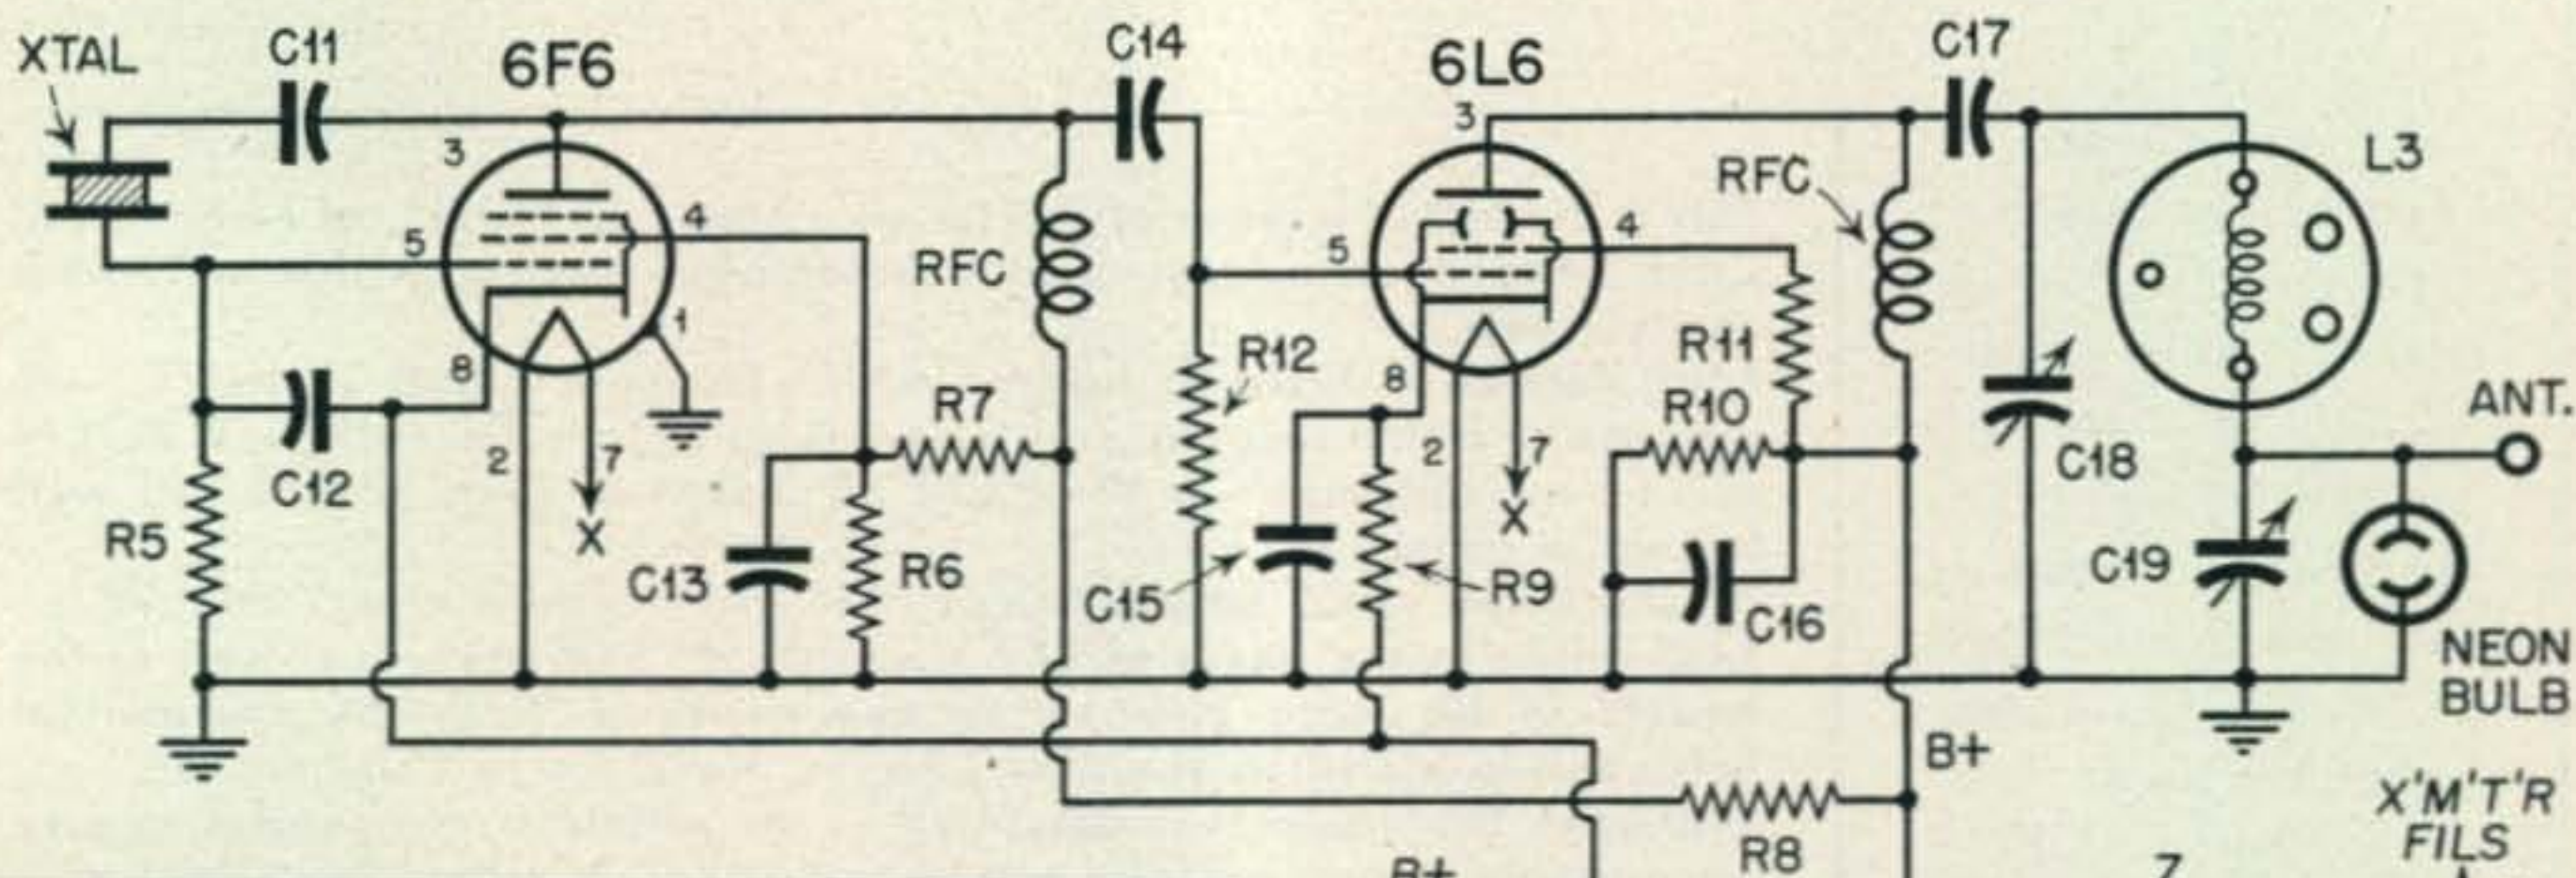 XTAL
C11
6F6
C14
6L6
C17
3
3
L3
RFC
4
4
5
5
RFC
1
R12
R11
8
8
R7
R10
ANT.
2
7
2
7
C18
C12
X
X
R5
C13
R6
C15
R9
C16
C19
NEON
BULB
B+
X'M'T'R
FILS
R8
B+
Z